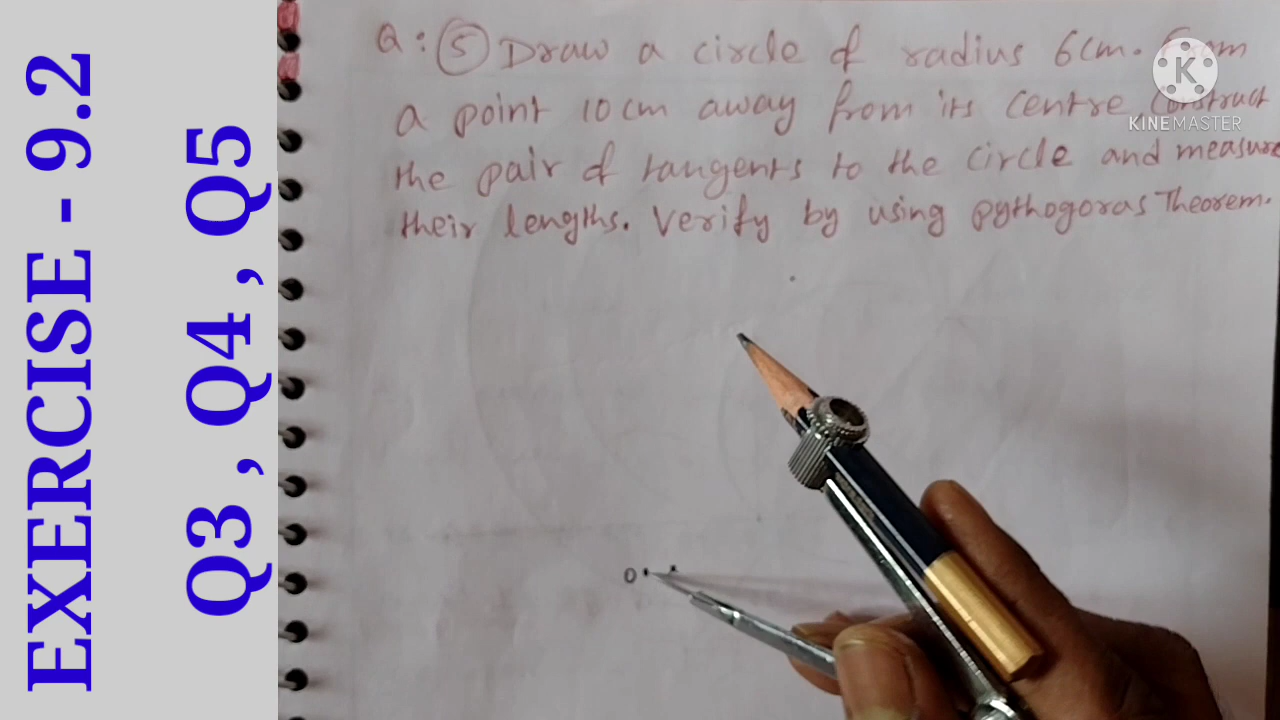 EXERCISE - 9.2
Q3 , Q4 , Q5
Q: 5 Draw a circle of radius 6cm. From
a point 10cm away from its centre, construct
the pair of tangents to the circle and measure
their lengths. Verify by using pythogoras Theorem.
K
KINEMASTER
O